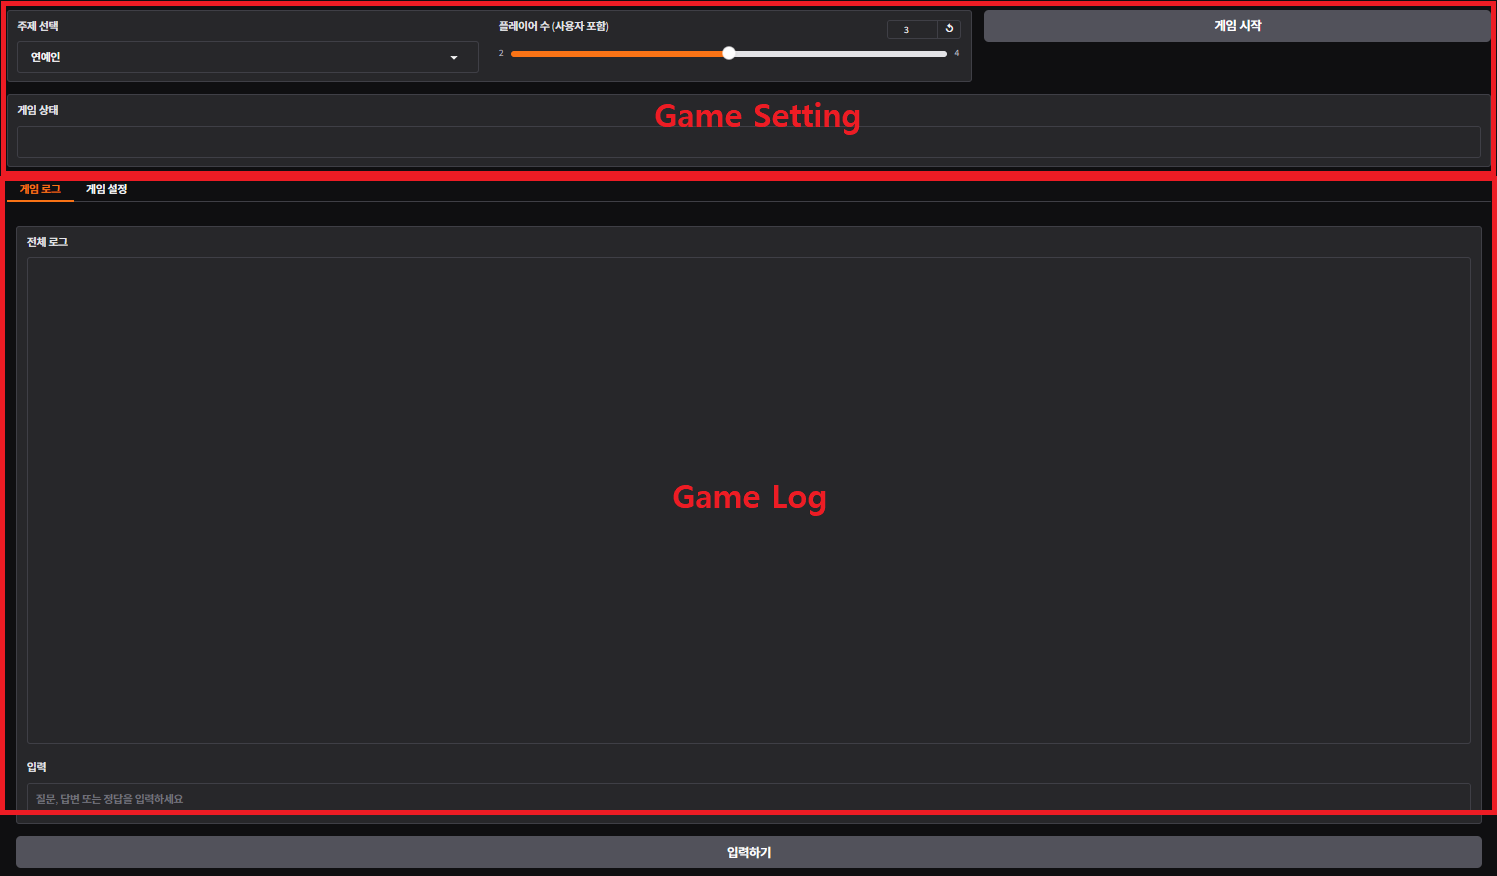 주제 선택
연예인
플레이어 수 (사용자 포함)
3
2
4
게임 시작
게임 상태
Game Setting
게임 로그
게임 설정
전체 로그
Game Log
입력
질문, 답변 또는 정답을 입력하세요
입력하기